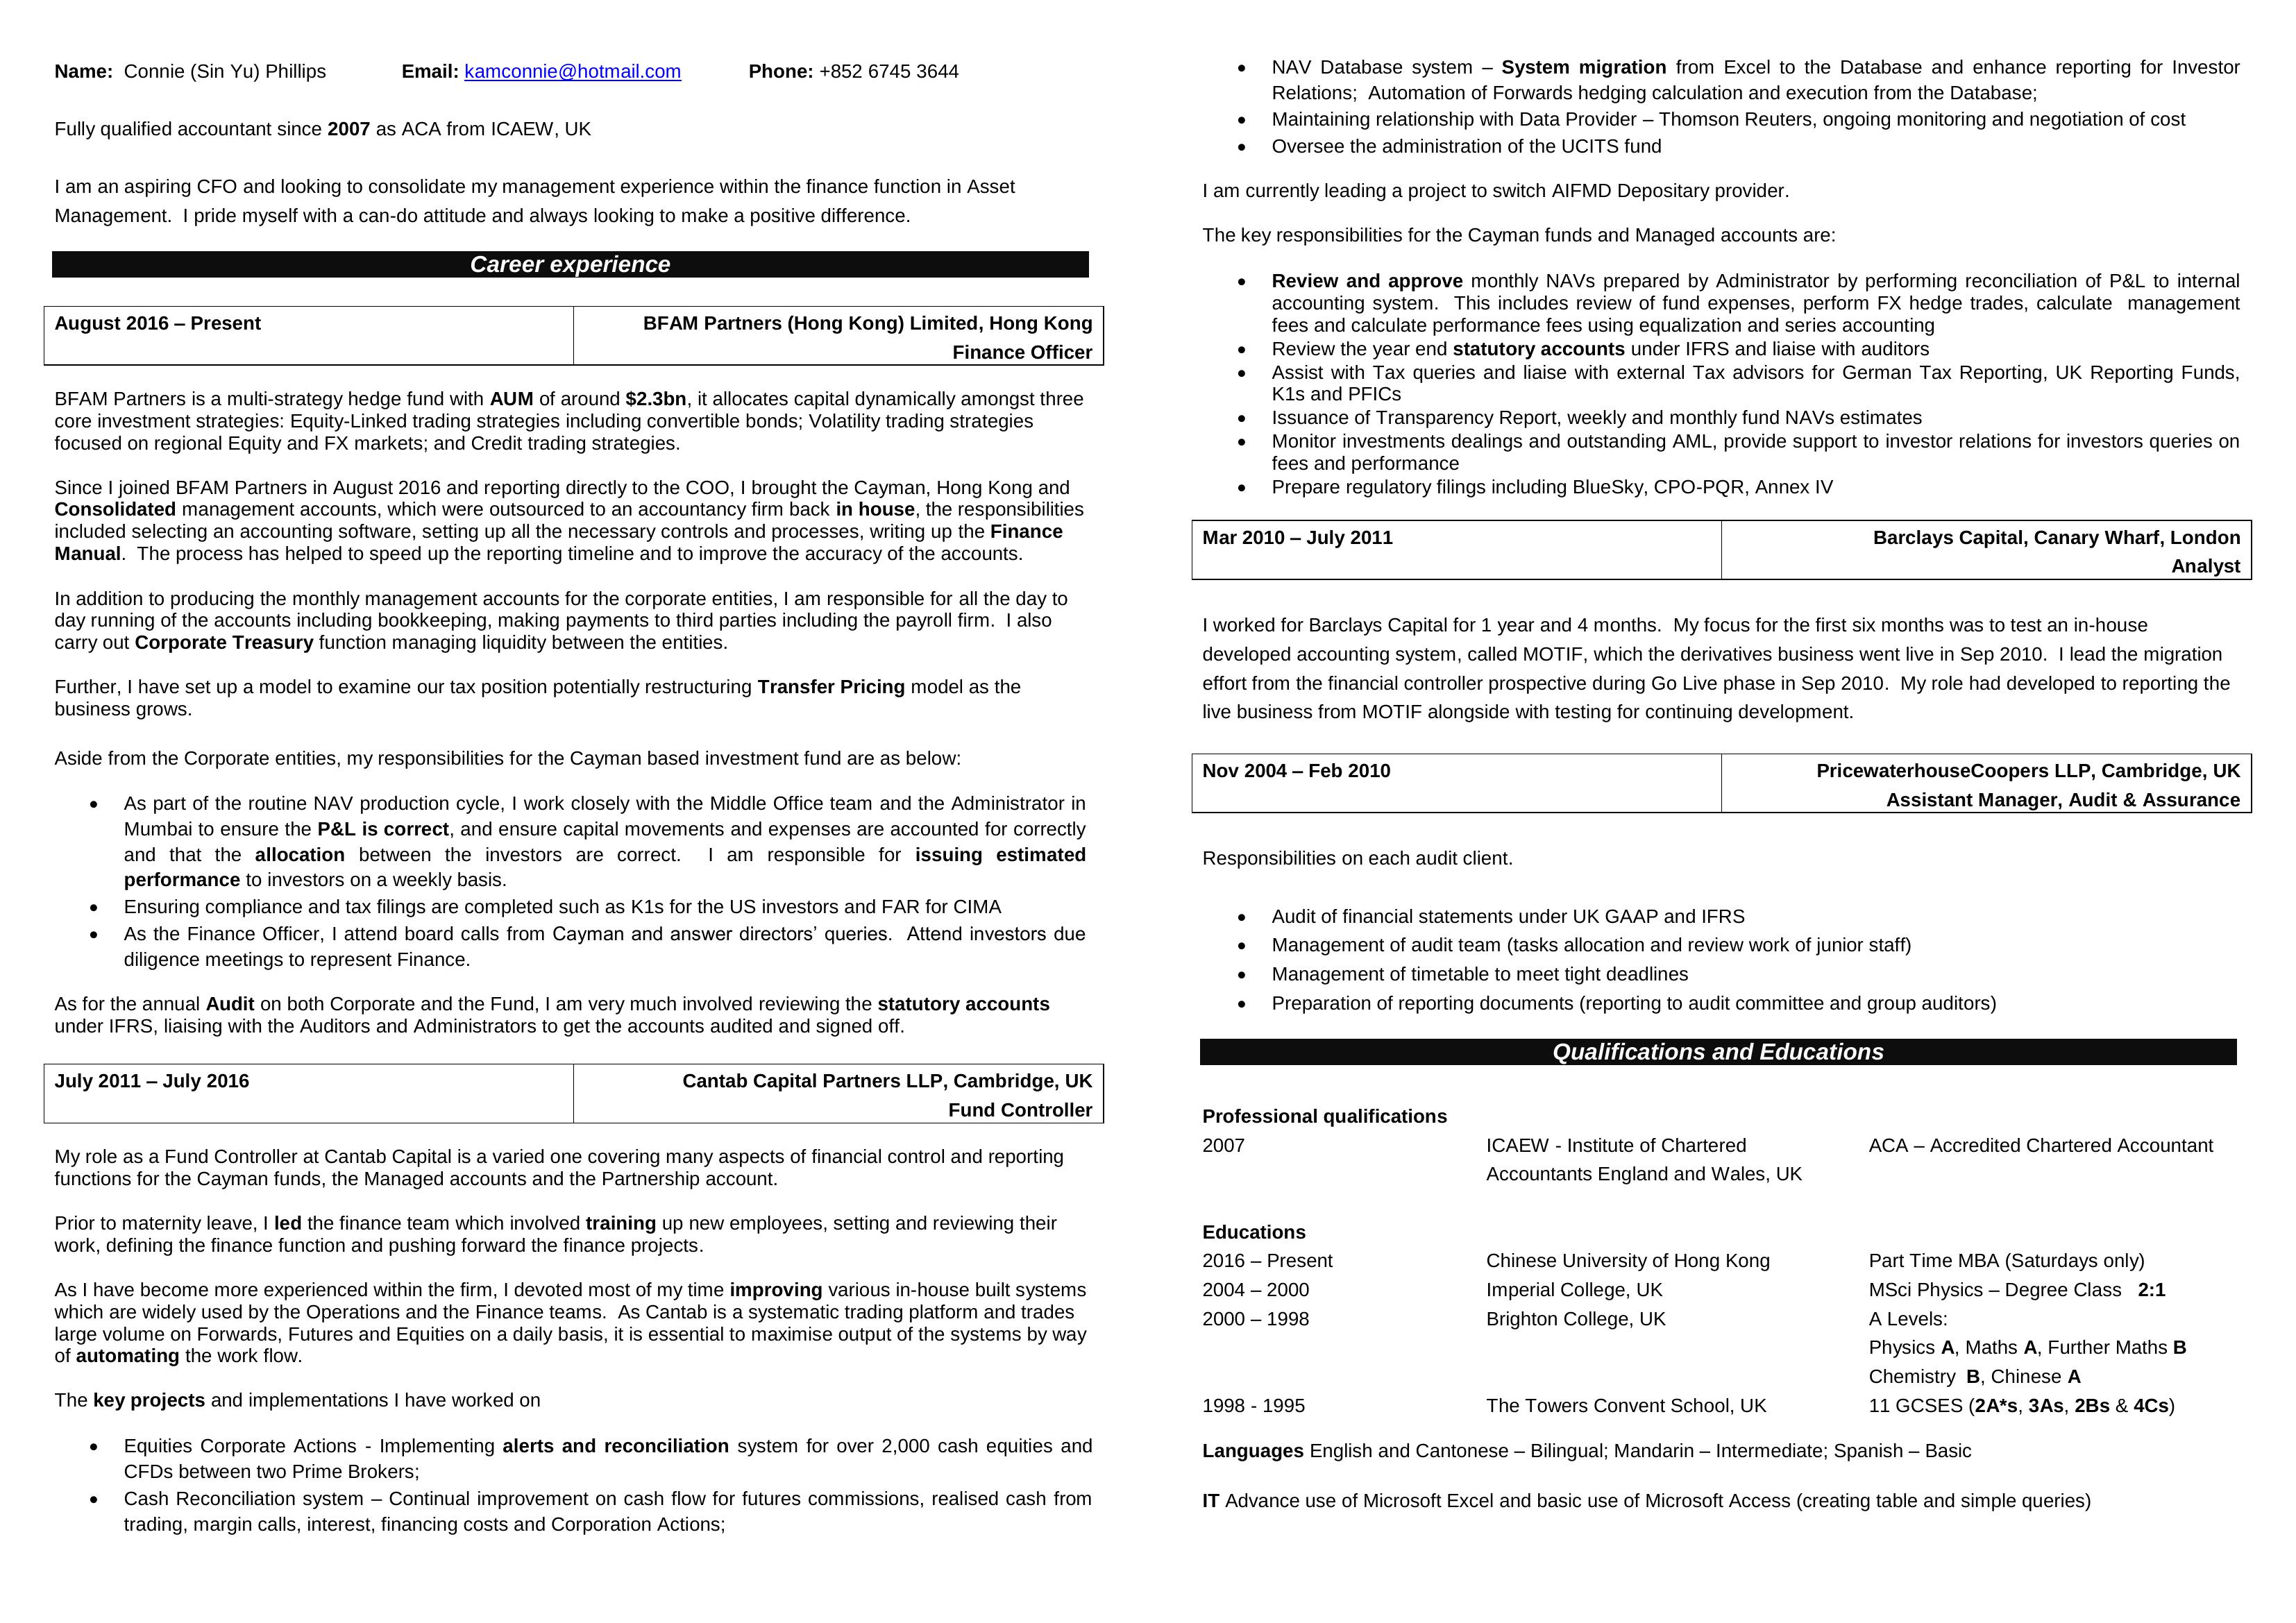 Name: Connie (Sin Yu) Phillips Email: kamconnie@hotmail.com Phone: +852 6745 3644
Fully qualified accountant since 2007 as ACA from ICAEW, UK
I am an aspiring CFO and looking to consolidate my management experience within the finance function in Asset
Management. I pride myself with a can-do attitude and always looking to make a positive difference.
Career experience
August 2016 – Present BFAM Partners (Hong Kong) Limited, Hong Kong
Finance Officer
BFAM Partners is a multi-strategy hedge fund with AUM of around $2.3bn, it allocates capital dynamically amongst three
core investment strategies: Equity-Linked trading strategies including convertible bonds; Volatility trading strategies
focused on regional Equity and FX markets; and Credit trading strategies.
Since I joined BFAM Partners in August 2016 and reporting directly to the COO, I brought the Cayman, Hong Kong and
Consolidated management accounts, which were outsourced to an accountancy firm back in house, the responsibilities
included selecting an accounting software, setting up all the necessary controls and processes, writing up the Finance
Manual. The process has helped to speed up the reporting timeline and to improve the accuracy of the accounts.
In addition to producing the monthly management accounts for the corporate entities, I am responsible for all the day to
day running of the accounts including bookkeeping, making payments to third parties including the payroll firm. I also
carry out Corporate Treasury function managing liquidity between the entities.
Further, I have set up a model to examine our tax position potentially restructuring Transfer Pricing model as the
business grows.
Aside from the Corporate entities, my responsibilities for the Cayman based investment fund are as below:
• As part of the routine NAV production cycle, I work closely with the Middle Office team and the Administrator in
Mumbai to ensure the P&L is correct, and ensure capital movements and expenses are accounted for correctly
and that the allocation between the investors are correct. I am responsible for issuing estimated
performance to investors on a weekly basis.
• Ensuring compliance and tax filings are completed such as K1s for the US investors and FAR for CIMA
• As the Finance Officer, I attend board calls from Cayman and answer directors’ queries. Attend investors due
diligence meetings to represent Finance.
As for the annual Audit on both Corporate and the Fund, I am very much involved reviewing the statutory accounts
under IFRS, liaising with the Auditors and Administrators to get the accounts audited and signed off.
July 2011 – July 2016 Cantab Capital Partners LLP, Cambridge, UK
Fund Controller
My role as a Fund Controller at Cantab Capital is a varied one covering many aspects of financial control and reporting
functions for the Cayman funds, the Managed accounts and the Partnership account.
Prior to maternity leave, I led the finance team which involved training up new employees, setting and reviewing their
work, defining the finance function and pushing forward the finance projects.
As I have become more experienced within the firm, I devoted most of my time improving various in-house built systems
which are widely used by the Operations and the Finance teams. As Cantab is a systematic trading platform and trades
large volume on Forwards, Futures and Equities on a daily basis, it is essential to maximise output of the systems by way
of automating the work flow.
The key projects and implementations I have worked on
• Equities Corporate Actions - Implementing alerts and reconciliation system for over 2,000 cash equities and
CFDs between two Prime Brokers;
• Cash Reconciliation system – Continual improvement on cash flow for futures commissions, realised cash from
trading, margin calls, interest, financing costs and Corporation Actions;
• NAV Database system – System migration from Excel to the Database and enhance reporting for Investor
Relations; Automation of Forwards hedging calculation and execution from the Database;
• Maintaining relationship with Data Provider – Thomson Reuters, ongoing monitoring and negotiation of cost
• Oversee the administration of the UCITS fund
I am currently leading a project to switch AIFMD Depositary provider.
The key responsibilities for the Cayman funds and Managed accounts are:
• Review and approve monthly NAVs prepared by Administrator by performing reconciliation of P&L to internal
accounting system. This includes review of fund expenses, perform FX hedge trades, calculate management
fees and calculate performance fees using equalization and series accounting
• Review the year end statutory accounts under IFRS and liaise with auditors
• Assist with Tax queries and liaise with external Tax advisors for German Tax Reporting, UK Reporting Funds,
K1s and PFICs
• Issuance of Transparency Report, weekly and monthly fund NAVs estimates
• Monitor investments dealings and outstanding AML, provide support to investor relations for investors queries on
fees and performance
• Prepare regulatory filings including BlueSky, CPO-PQR, Annex IV
Mar 2010 – July 2011 Barclays Capital, Canary Wharf, London
Analyst
I worked for Barclays Capital for 1 year and 4 months. My focus for the first six months was to test an in-house
developed accounting system, called MOTIF, which the derivatives business went live in Sep 2010. I lead the migration
effort from the financial controller prospective during Go Live phase in Sep 2010. My role had developed to reporting the
live business from MOTIF alongside with testing for continuing development.
Nov 2004 – Feb 2010 PricewaterhouseCoopers LLP, Cambridge, UK
Assistant Manager, Audit & Assurance
Responsibilities on each audit client.
• Audit of financial statements under UK GAAP and IFRS
• Management of audit team (tasks allocation and review work of junior staff)
• Management of timetable to meet tight deadlines
• Preparation of reporting documents (reporting to audit committee and group auditors)
Qualifications and Educations
Professional qualifications
2007 ICAEW - Institute of Chartered ACA – Accredited Chartered Accountant
Accountants England and Wales, UK
Educations
2016 – Present Chinese University of Hong Kong Part Time MBA (Saturdays only)
2004 – 2000 Imperial College, UK MSci Physics – Degree Class 2:1
2000 – 1998 Brighton College, UK A Levels:
Physics A, Maths A, Further Maths B
Chemistry B, Chinese A
1998 - 1995 The Towers Convent School, UK 11 GCSES (2A*s, 3As, 2Bs & 4Cs)
Languages English and Cantonese – Bilingual; Mandarin – Intermediate; Spanish – Basic
IT Advance use of Microsoft Excel and basic use of Microsoft Access (creating table and simple queries)